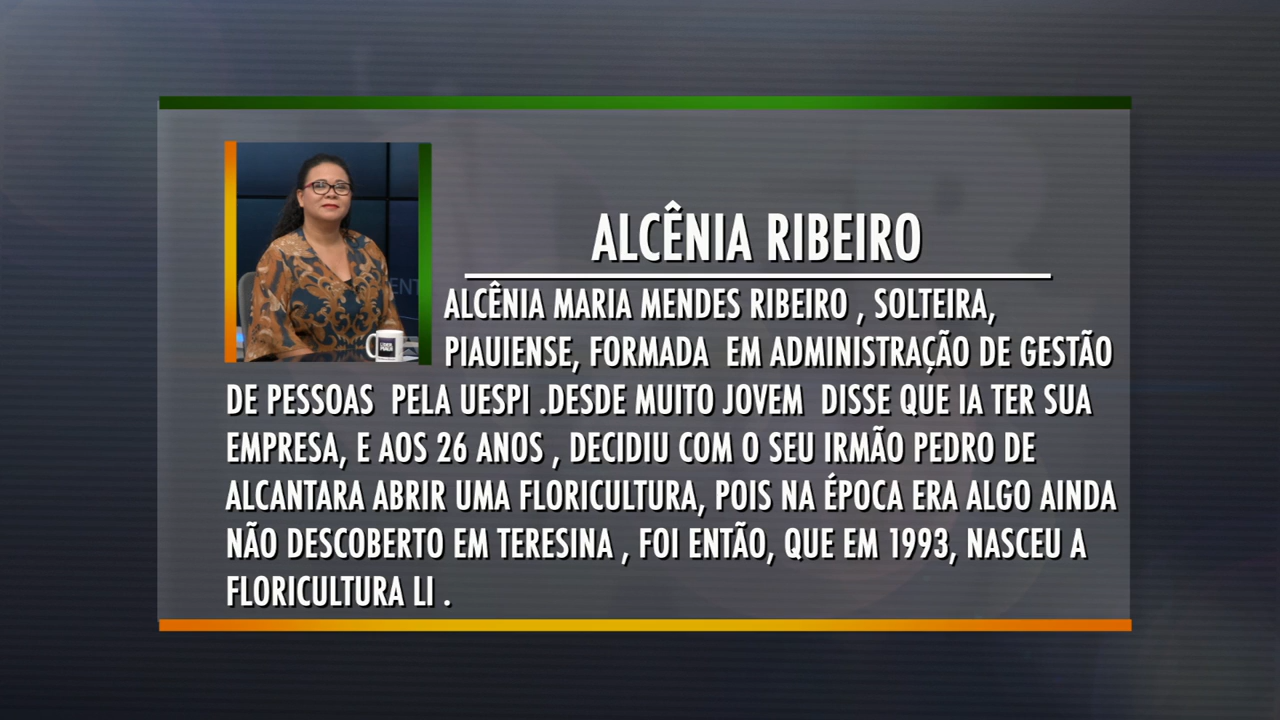 ALCÊNIA RIBEIRO
ALCÊNIA MARIA MENDES RIBEIRO , SOLTEIRA,
PIAUIENSE, FORMADA  EM ADMINISTRAÇÃO DE GESTÃO
DE PESSOAS  PELA UESPI .DESDE MUITO JOVEM  DISSE QUE IA TER SUA
EMPRESA, E AOS 26 ANOS , DECIDIU COM O SEU IRMÃO PEDRO DE
ALCANTARA ABRIR UMA FLORICULTURA, POIS NA ÉPOCA ERA ALGO AINDA
NÃO DESCOBERTO EM TERESINA , FOI ENTÃO, QUE EM 1993, NASCEU A
FLORICULTURA LI .